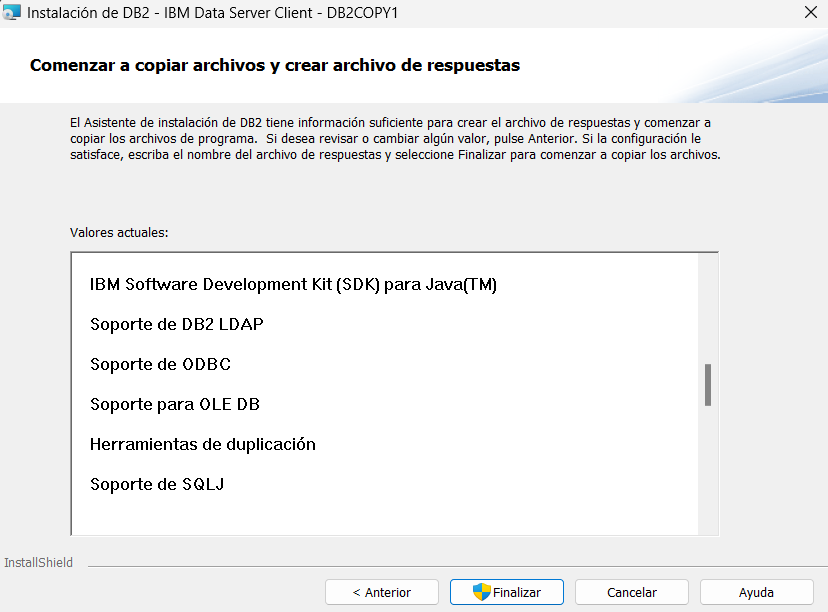 Instalación de DB2 - IBM Data Server Client - DB2COPY1
Comenzar a copiar archivos y crear archivo de respuestas
El Asistente de instalación de DB2 tiene información suficiente para crear el archivo de respuestas y comenzar a
copiar los archivos de programa.  Si desea revisar o cambiar algún valor, pulse Anterior. Si la configuración le
satisface, escriba el nombre del archivo de respuestas y seleccione Finalizar para comenzar a copiar los archivos.
Valores actuales:
IBM Software Development Kit (SDK) para Java(TM)
Soporte de DB2 LDAP
Soporte de ODBC
Soporte para OLE DB
Herramientas de duplicación
Soporte de SQLJ
InstallShield
< Anterior
Finalizar
Cancelar
Ayuda